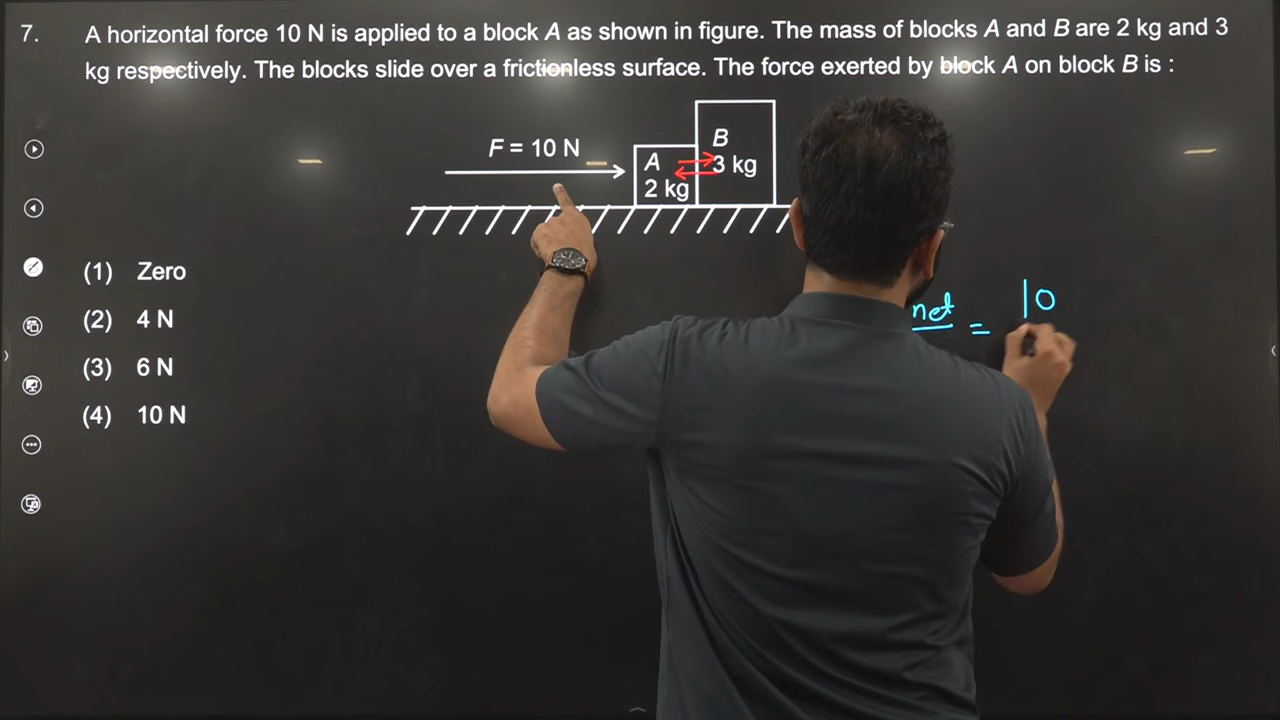 7. A horizontal force 10 N is applied to a block A as shown in figure. The mass of blocks A and B are 2 kg and 3
kg respectively. The blocks slide over a frictionless surface. The force exerted by block A on block B is :
F = 10 N
B
3 kg
A
2 kg
(1) Zero
(2) 4 N
(3) 6 N
(4) 10 N
net = 10